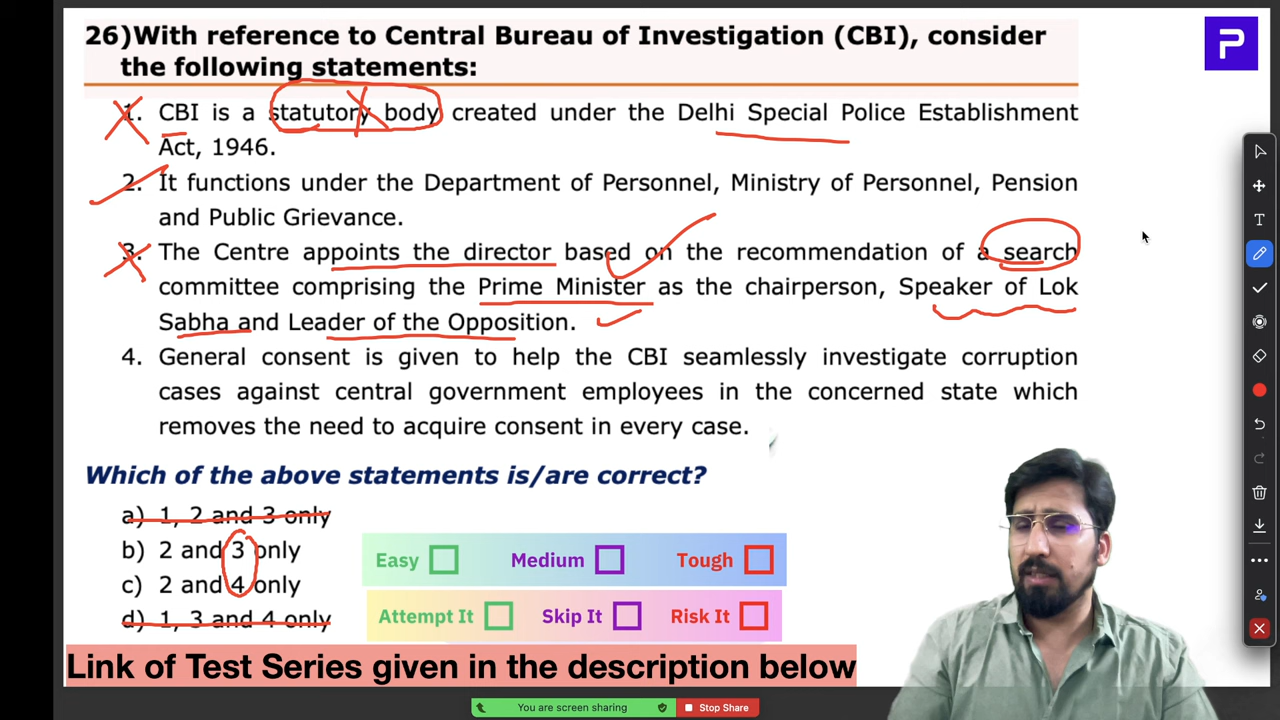 26)With reference to Central Bureau of Investigation (CBI), consider
the following statements:
P
1. CBI is a statutory body created under the Delhi Special Police Establishment
Act, 1946.
2. It functions under the Department of Personnel, Ministry of Personnel, Pension
and Public Grievance.
3. The Centre appoints the director based on the recommendation of a search
committee comprising the Prime Minister as the chairperson, Speaker of Lok
Sabha and Leader of the Opposition.
4. General consent is given to help the CBI seamlessly investigate corruption
cases against central government employees in the concerned state which
removes the need to acquire consent in every case.
Which of the above statements is/are correct?
a) 1, 2 and 3 only
b) 2 and 3 only
c) 2 and 4 only
d) 1, 3 and 4 only
Easy Medium Tough
Attempt It Skip It Risk It
Link of Test Series given in the description below
You are screen sharing Stop Share